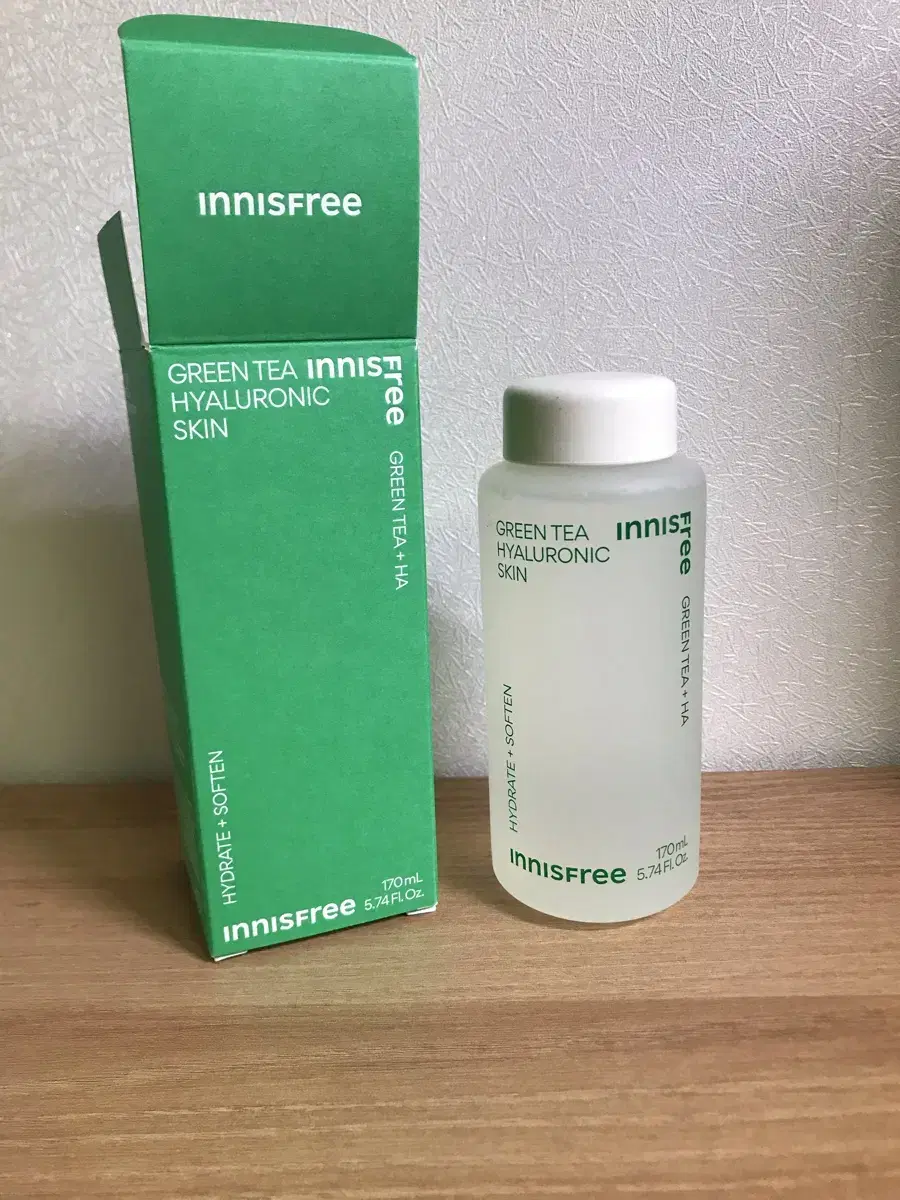 innisFree
GREEN TEA
HYALURONIC
SKIN
innisFree
GREEN TEA + HA
HYDRATE + SOFTEN
innisFree
170 mL
5.74 Fl. Oz.
GREEN TEA
HYALURONIC
SKIN
innisFree
GREEN TEA + HA
HYDRATE + SOFTEN
innisFree
170 mL
5.74 Fl. Oz.